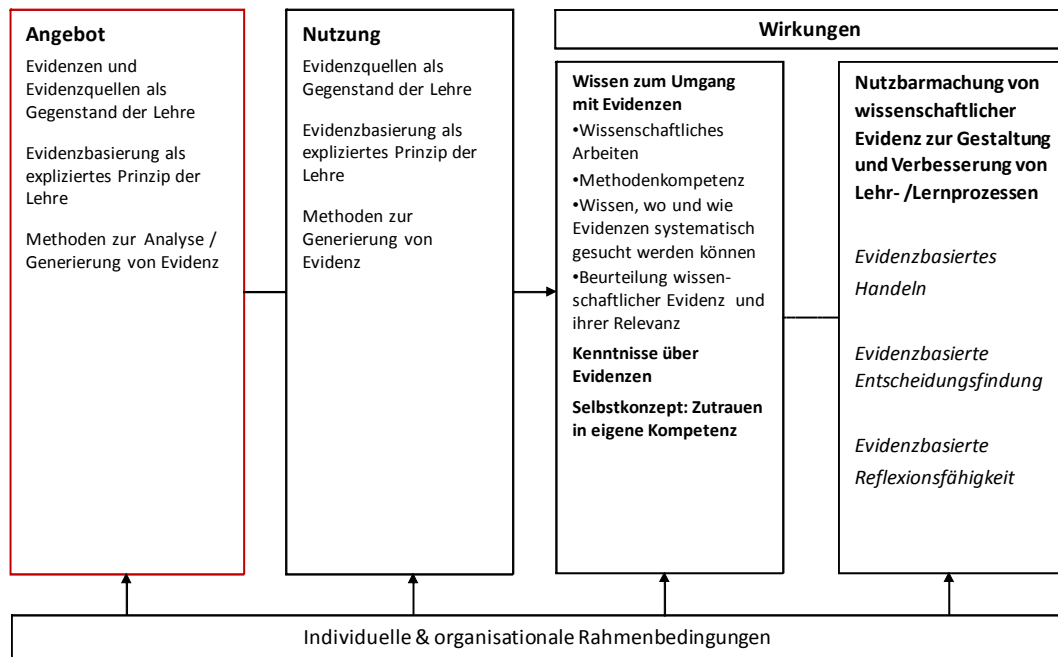 Angebot
Evidenzen und
Evidenzquellen als
Gegenstand der Lehre
Evidenzbasierung als
expliziertes Prinzip der
Lehre
Methoden zur Analyse /
Generierung von Evidenz
Nutzung
Evidenzquellen als
Gegenstand der Lehre
Evidenzbasierung als
expliziertes Prinzip der
Lehre
Methoden zur
Generierung von
Evidenz
Wirkungen
Wissen zum Umgang
mit Evidenzen
•Wissenschaftliches
Arbeiten
•Methodenkompetenz
•Wissen, wo und wie
Evidenzen systematisch
gesucht werden können
•Beurteilung wissen-
schaftlicher Evidenz und
ihrer Relevanz
Kenntnisse über
Evidenzen
Selbstkonzept: Zutrauen
in eigene Kompetenz
Nutzbarmachung von
wissenschaftlicher
Evidenz zur Gestaltung
und Verbesserung von
Lehr- /Lernprozessen
Evidenzbasiertes
Handeln
Evidenzbasierte
Entscheidungsfindung
Evidenzbasierte
Reflexionsfähigkeit
Individuelle & organisationale Rahmenbedingungen